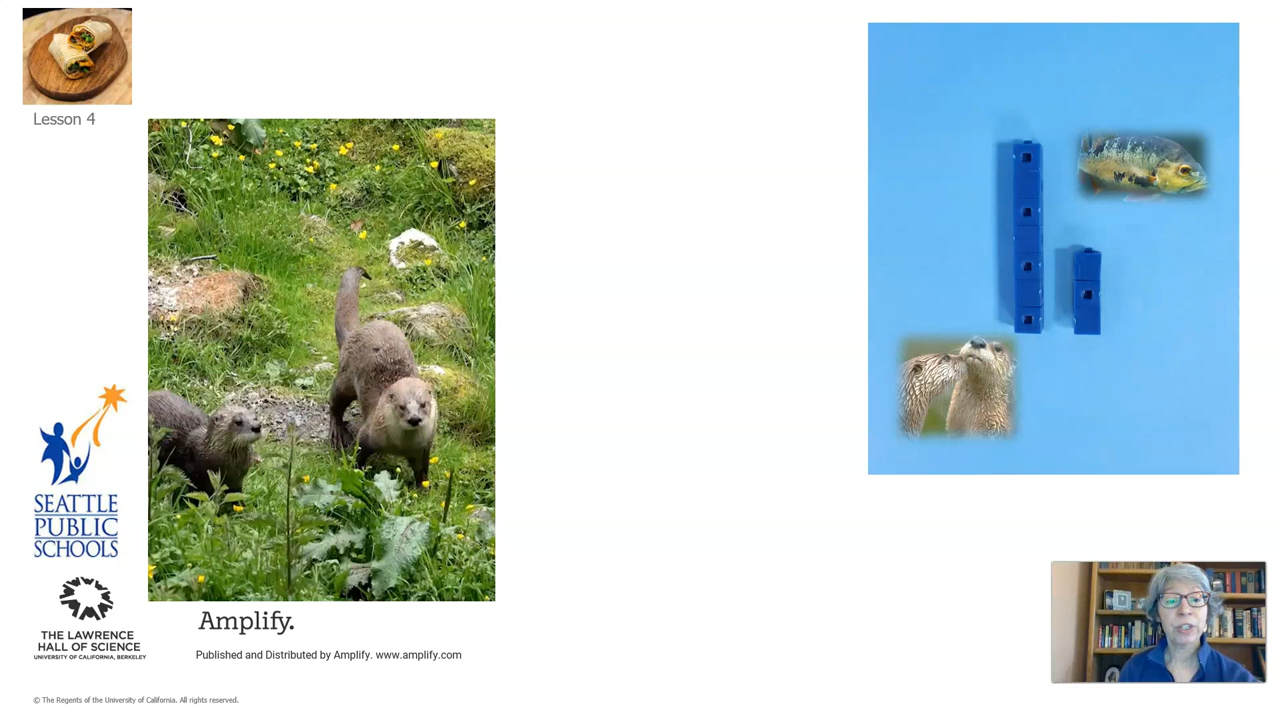 Lesson 4
SEATTLE
PUBLIC
SCHOOLS
THE LAWRENCE
HALL OF SCIENCE
UNIVERSITY OF CALIFORNIA, BERKELEY
Amplify.
Published and Distributed by Amplify. www.amplify.com
© The Regents of the University of California. All rights reserved.